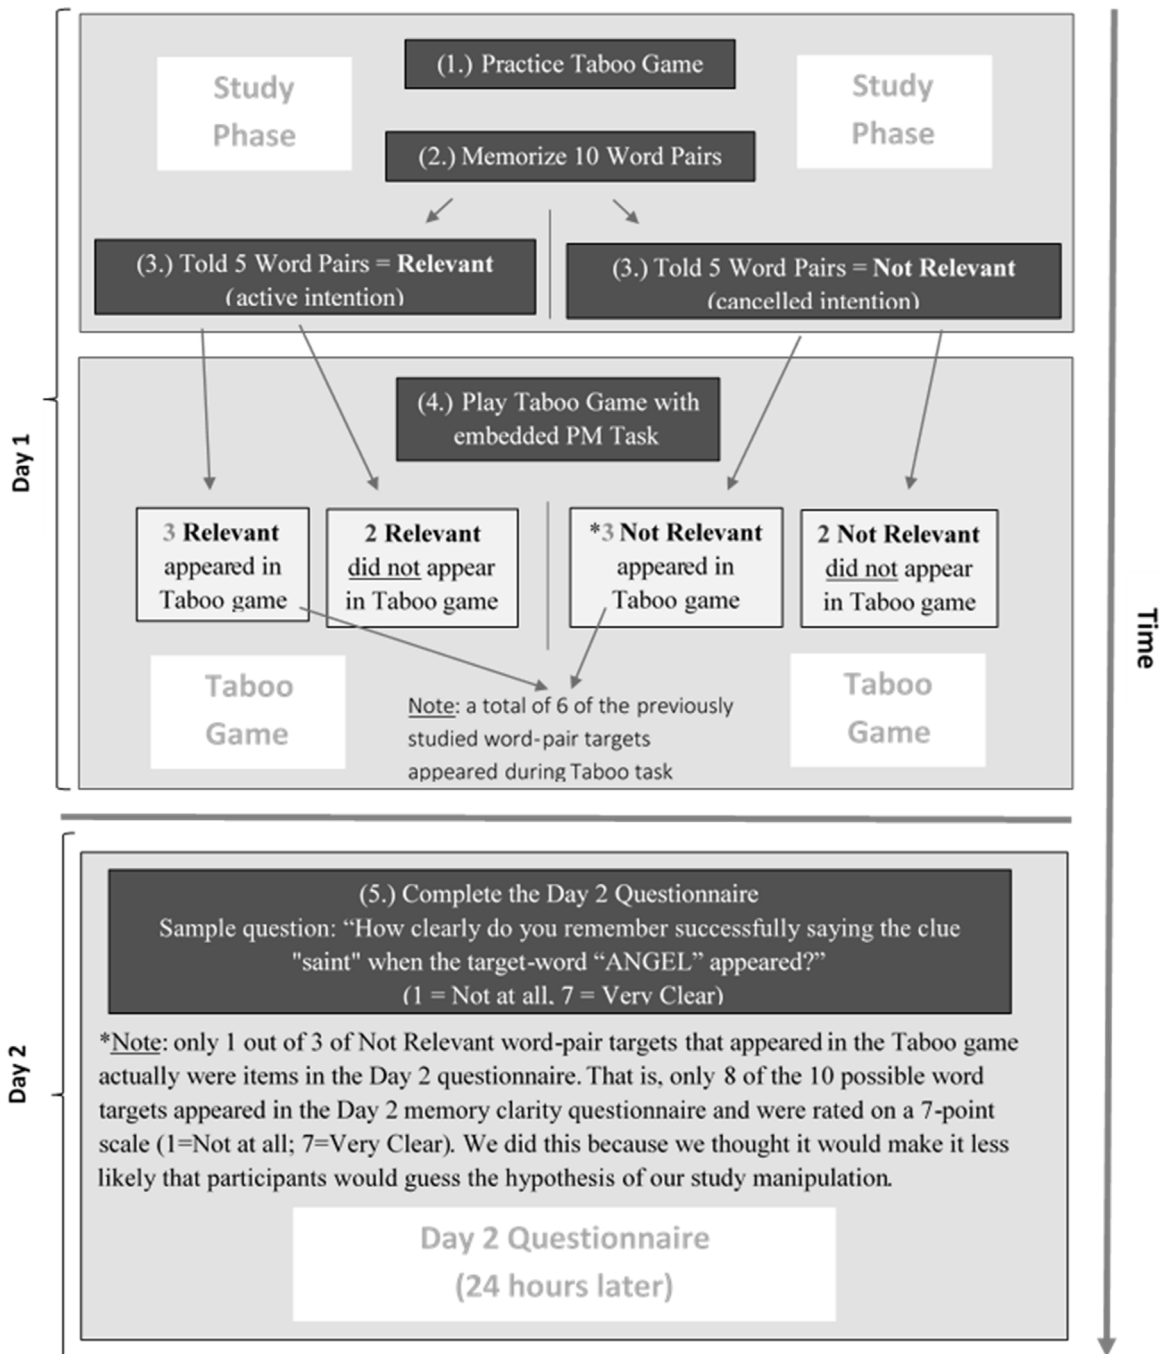 (1.) Practice Taboo Game
Study
Phase
Study
Phase
(2.) Memorize 10 Word Pairs
(3.) Told 5 Word Pairs = Relevant
(active intention)
(3.) Told 5 Word Pairs = Not Relevant
(cancelled intention)
Day 1
(4.) Play Taboo Game with
embedded PM Task
3 Relevant
appeared in
Taboo game
2 Relevant
did not appear
in Taboo game
*3 Not Relevant
appeared in
Taboo game
2 Not Relevant
did not appear
in Taboo game
Time
Taboo
Game
Note: a total of 6 of the previously
studied word-pair targets
appeared during Taboo task
Taboo
Game
Day 2
(5.) Complete the Day 2 Questionnaire
Sample question: “How clearly do you remember successfully saying the clue
"saint" when the target-word “ANGEL” appeared?”
(1 = Not at all, 7 = Very Clear)
*Note: only 1 out of 3 of Not Relevant word-pair targets that appeared in the Taboo game
actually were items in the Day 2 questionnaire. That is, only 8 of the 10 possible word
targets appeared in the Day 2 memory clarity questionnaire and were rated on a 7-point
scale (1=Not at all; 7=Very Clear). We did this because we thought it would make it less
likely that participants would guess the hypothesis of our study manipulation.
Day 2 Questionnaire
(24 hours later)